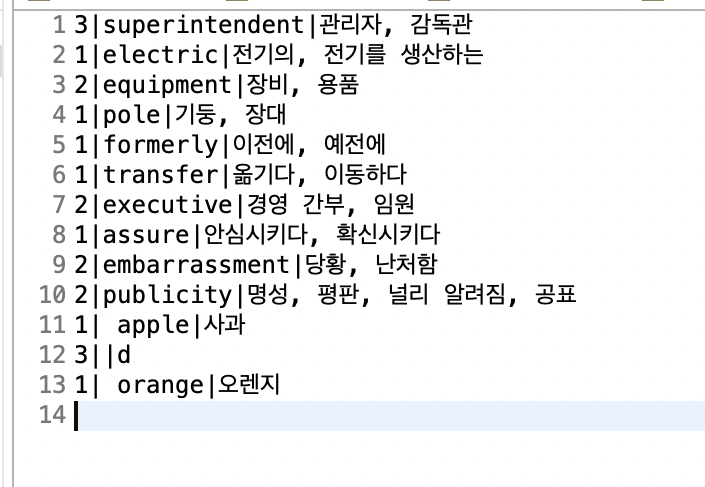 1 3|superintendent|관리자, 감독관
2 1|electric|전기의, 전기를 생산하는
3 2|equipment|장비, 용품
4 1|pole|기둥, 장대
5 1|formerly|이전에, 예전에
6 1|transfer|옮기다, 이동하다
7 2|executive|경영 간부, 임원
8 1|assure|안심시키다, 확신시키다
9 2|embarrassment|당황, 난처함
10 2|publicity|명성, 평판, 널리 알려짐, 공표
11 1| apple|사과
12 3||d
13 1| orange|오렌지
14